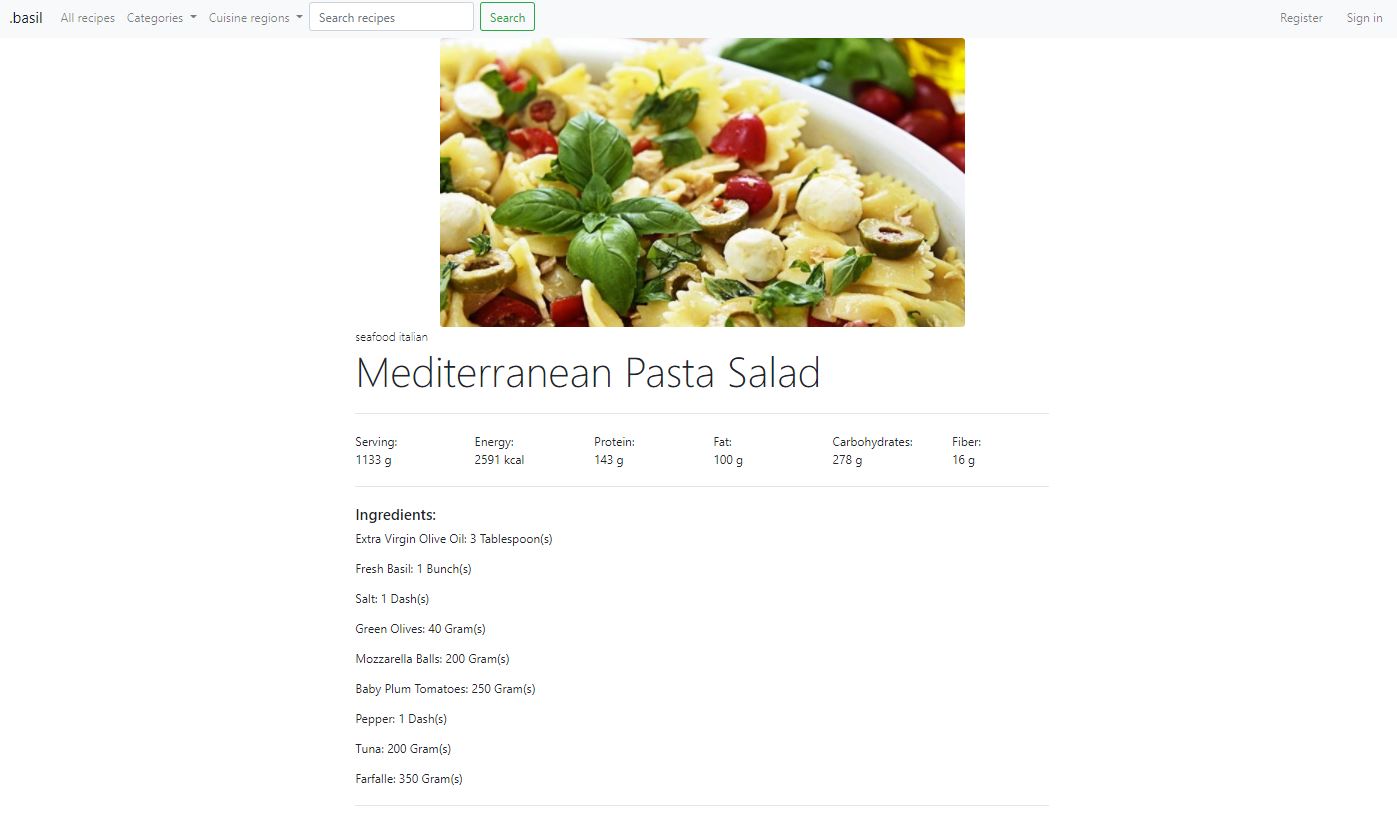 .basil All recipes Categories Cuisine regions Search recipes Search Register Sign in
seafood italian
Mediterranean Pasta Salad
Serving: Energy: Protein: Fat: Carbohydrates: Fiber:
1133 g 2591 kcal 143 g 100 g 278 g 16 g
Ingredients:
Extra Virgin Olive Oil: 3 Tablespoon(s)
Fresh Basil: 1 Bunch(s)
Salt: 1 Dash(s)
Green Olives: 40 Gram(s)
Mozzarella Balls: 200 Gram(s)
Baby Plum Tomatoes: 250 Gram(s)
Pepper: 1 Dash(s)
Tuna: 200 Gram(s)
Farfalle: 350 Gram(s)